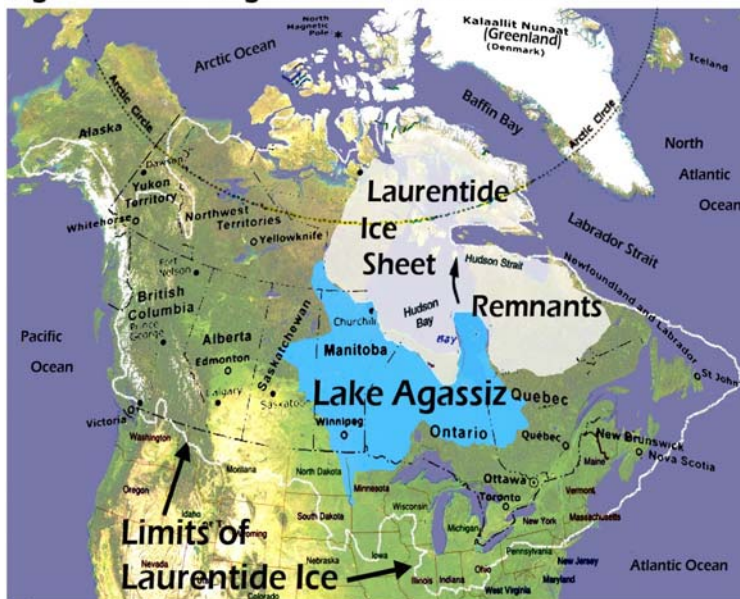 North
Magnetic
Pole
Arctic Ocean
Kalaallit Nunaat
(Greenland)
(Denmark)
Iceland
Arctic Circle
Arctic Circle
Baffin Bay
Alaska
Dawson
Yukon
Territory
Northwest
Territories
Whitehorse
Yellowknife
North
Atlantic
Ocean
Laurentide
Ice
Sheet
Labrador Strait
Fort
Nelson
Hudson Strait
Newfoundland and Labrador
Remnants
British
Columbia
Prince
George
Hudson
Bay
BAY
Pacific
Ocean
Alberta
Edmonton
Saskatchewan
Churchill
Manitoba
St John
Calgary
Saskatoo
Lake Agassiz
Quebec
Victoria
Winnipeg
Ontario
Québec
New Brunswick
Nova Scotia
Washington
Montana
North Dakota
Minnesota
Ottawa
Maine
Toronto
Vermont
Oregon
Idaho
South Dakota
Wisconsin
Michigan
New York
Massachusetts
Limits of
Laurentide Ice
Nebraska
Iowa
Pennsylvania
New Jersey
Atlantic Ocean
Nevada
Illinois
Indiana
Ohio
Maryland
West Virginia
Colorado